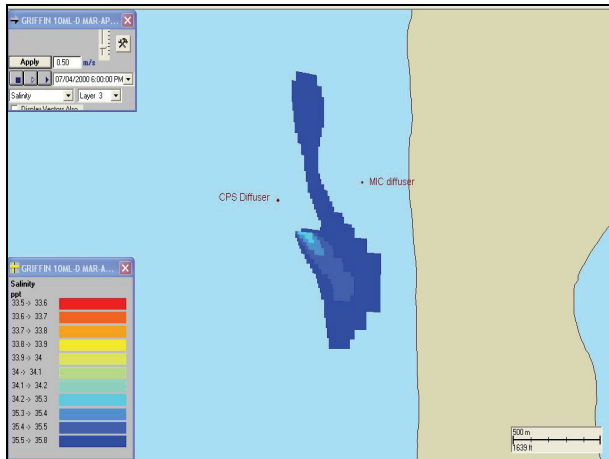 GRIFFIN 10ML-D MAR-AP...
Apply 0.50 m/s
07/04/2000 6:00:00 PM
Salinity Layer 3
Display Vectors Also
CPS Diffuser
MIC diffuser
GRIFFIN 10ML-D MAR-A...
Salinity
ppt
33.5 -> 33.6
33.6 -> 33.7
33.7 -> 33.8
33.8 -> 33.9
33.9 -> 34
34 -> 34.1
34.1 -> 34.2
34.2 -> 35.3
35.3 -> 35.4
35.4 -> 35.5
35.5 -> 35.8
500 m
1639 ft